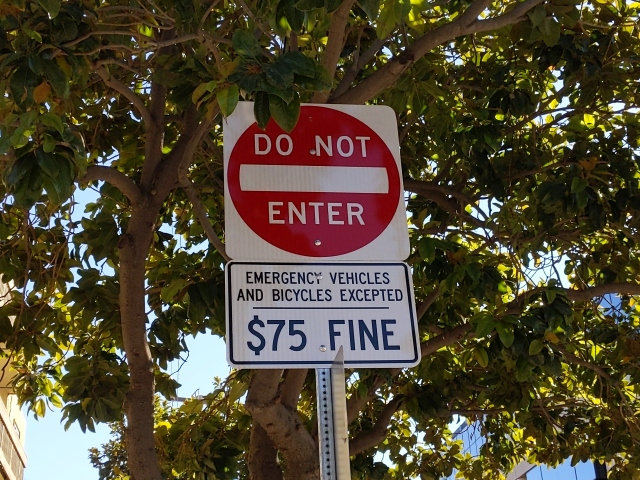 DO NOT
ENTER
EMERGENCY VEHICLES
AND BICYCLES EXCEPTED
$75 FINE